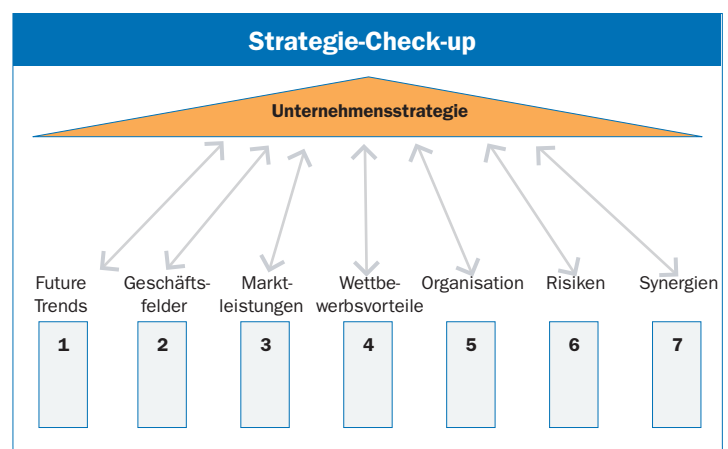 Strategie-Check-up
Unternehmensstrategie
Future
Trends
Geschäfts-
felder
Markt-
leistungen
Wettbe-
werbsvorteile
Organisation
Risiken
Synergien
1
2
3
4
5
6
7